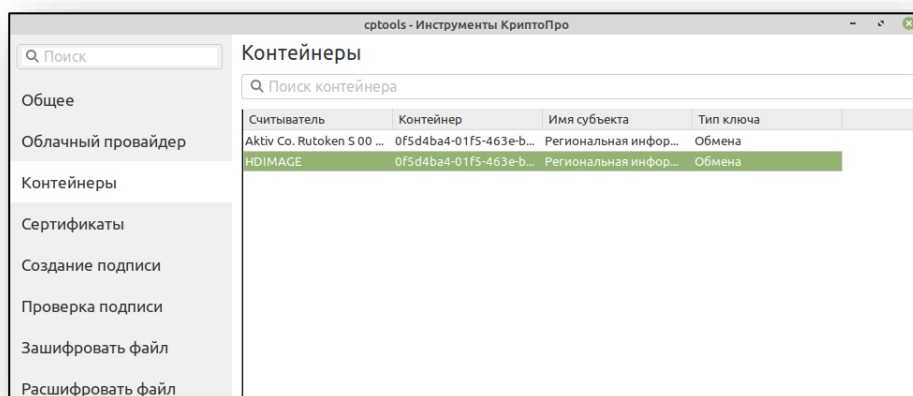 cptools - Инструменты КриптоПро
Поиск
Общее
Облачный провайдер
Контейнеры
Сертификаты
Создание подписи
Проверка подписи
Зашифровать файл
Расшифровать файл
Контейнеры
Поиск контейнера
Считыватель Контейнер Имя субъекта Тип ключа
Aktiv Co. Rutoken S 00 ... 0f5d4ba4-01f5-463e-b... Региональная инфор... Обмена
HDIMAGE 0f5d4ba4-01f5-463e-b... Региональная инфор... Обмена